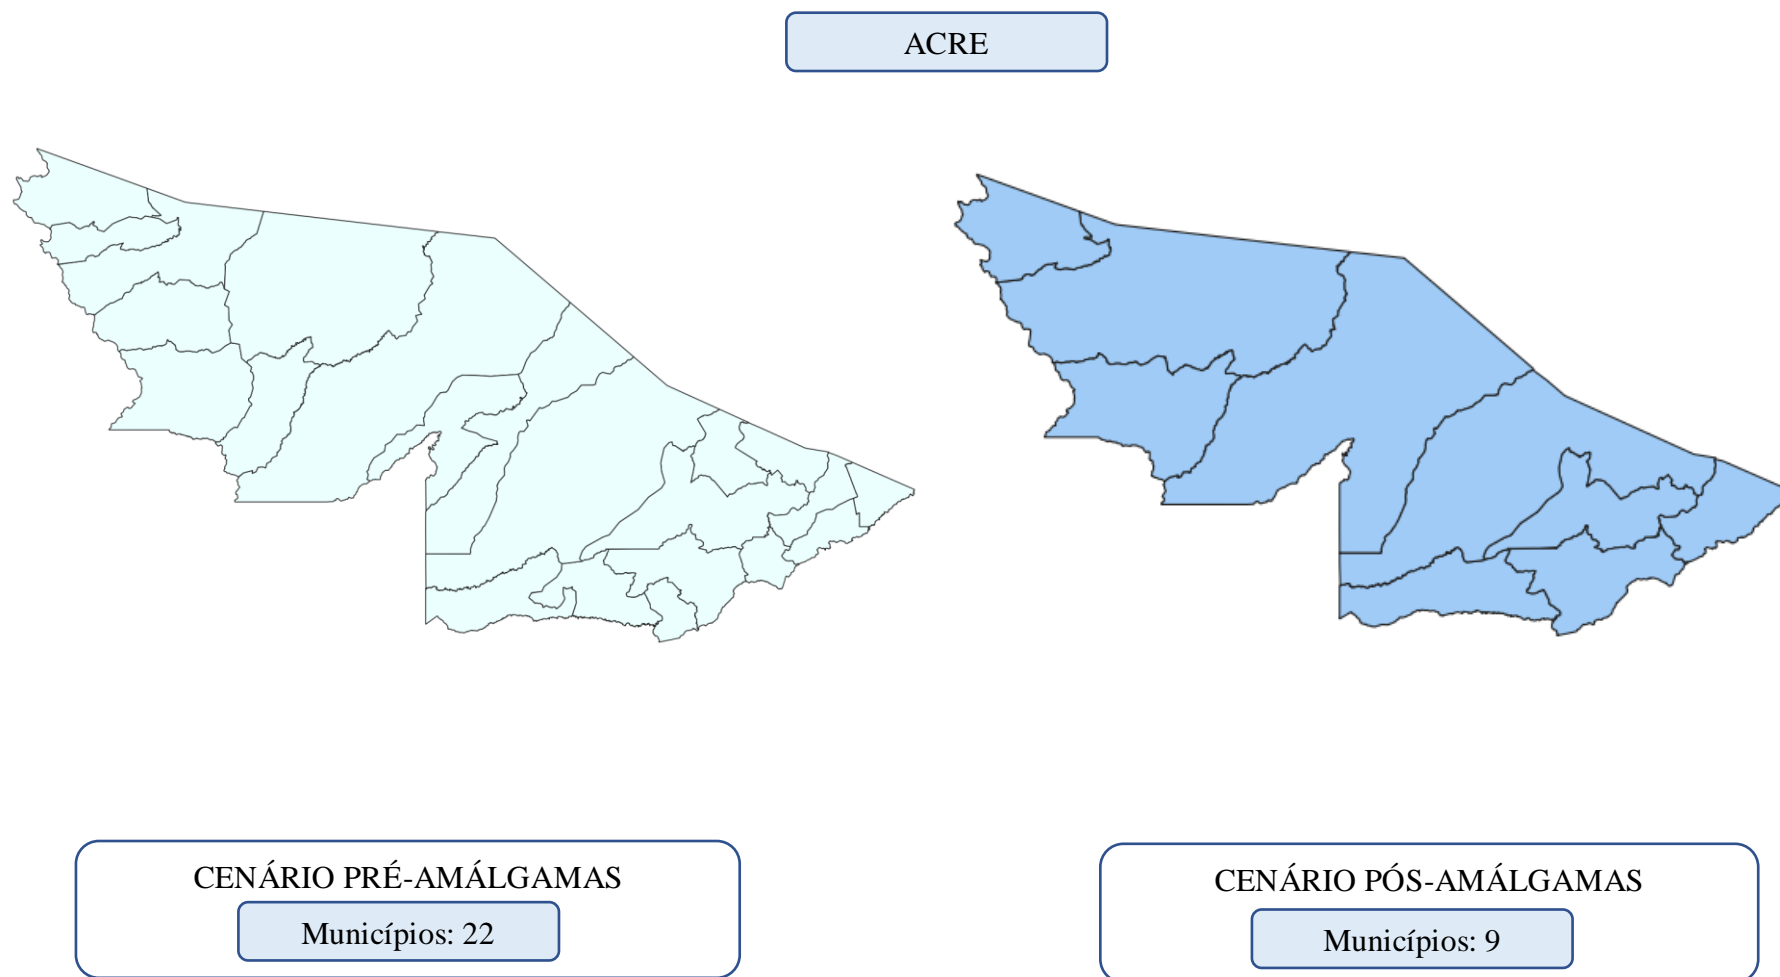 ACRE
CENÁRIO PRÉ-AMÁLGAMAS
Municípios: 22
CENÁRIO PÓS-AMÁLGAMAS
Municípios: 9